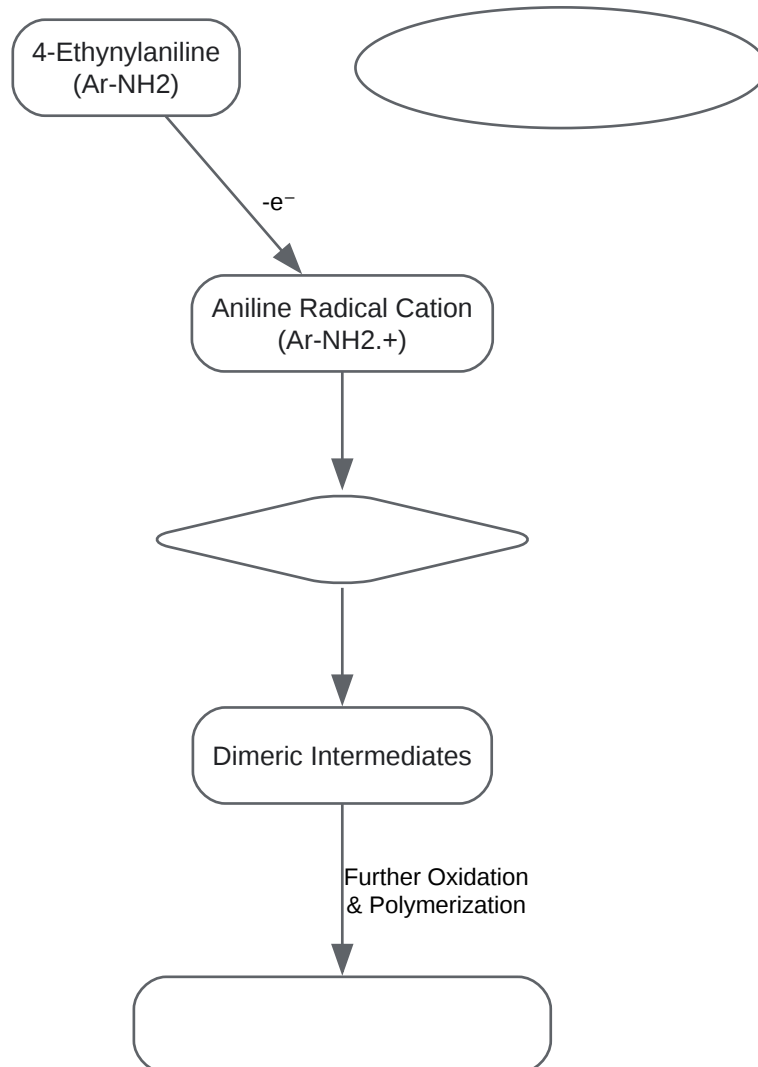 4-Ethynylaniline
(Ar-NH2)
-e⁻
Aniline Radical Cation
(Ar-NH2.+)
Dimeric Intermediates
Further Oxidation
& Polymerization